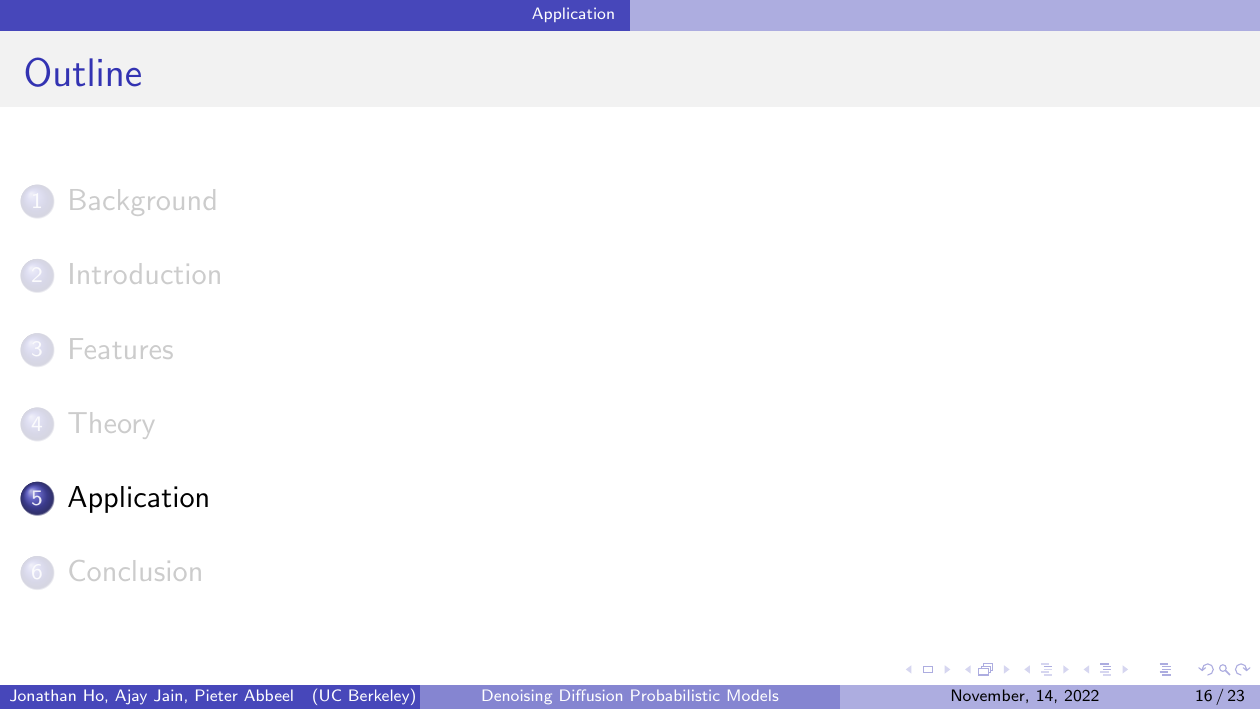 Application
Outline
1 Background
2 Introduction
3 Features
4 Theory
5 Application
6 Conclusion
Jonathan Ho, Ajay Jain, Pieter Abbeel (UC Berkeley) Denoising Diffusion Probabilistic Models November, 14, 2022 16 / 23